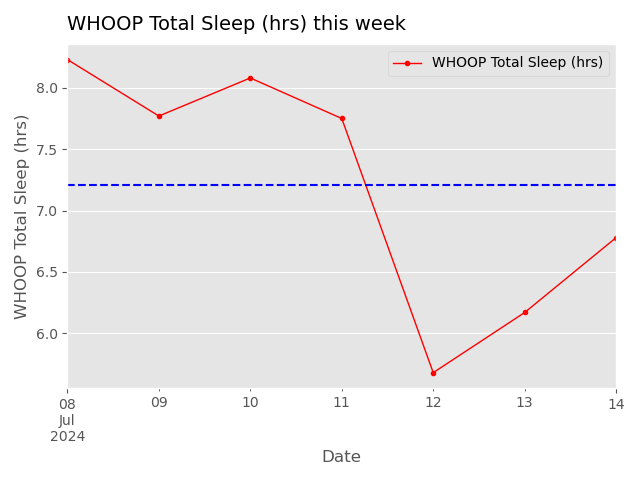 WHOOP Total Sleep (hrs) this week
WHOOP Total Sleep (hrs)
WHOOP Total Sleep (hrs)
8.0
7.5
7.0
6.5
6.0
08 09 10 11 12 13 14
Jul
2024
Date